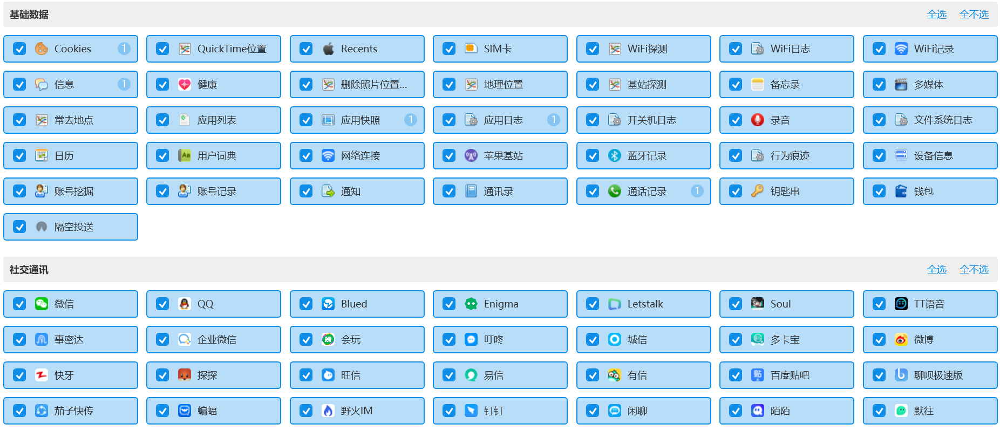 基础数据 全选 全不选
Cookies 1 QuickTime位置 Recents SIM卡 WiFi探测 WiFi日志 WiFi记录
信息 1 健康 删除照片位置... 地理位置 基站探测 备忘录 多媒体
常去地点 应用列表 应用快照 1 应用日志 1 开关机日志 录音 文件系统日志
日历 用户词典 网络连接 苹果基站 蓝牙记录 行为痕迹 设备信息
账号挖掘 账号记录 通知 通讯录 通话记录 1 钥匙串 钱包
隔空投送
社交通讯 全选 全不选
微信 QQ Blued Enigma Letstalk Soul TT语音
事密达 企业微信 会玩 叮咚 城信 多卡宝 微博
快牙 探探 旺信 易信 有信 百度贴吧 聊呗极速版
茄子快传 蝙蝠 野火IM 钉钉 闲聊 陌陌 默往